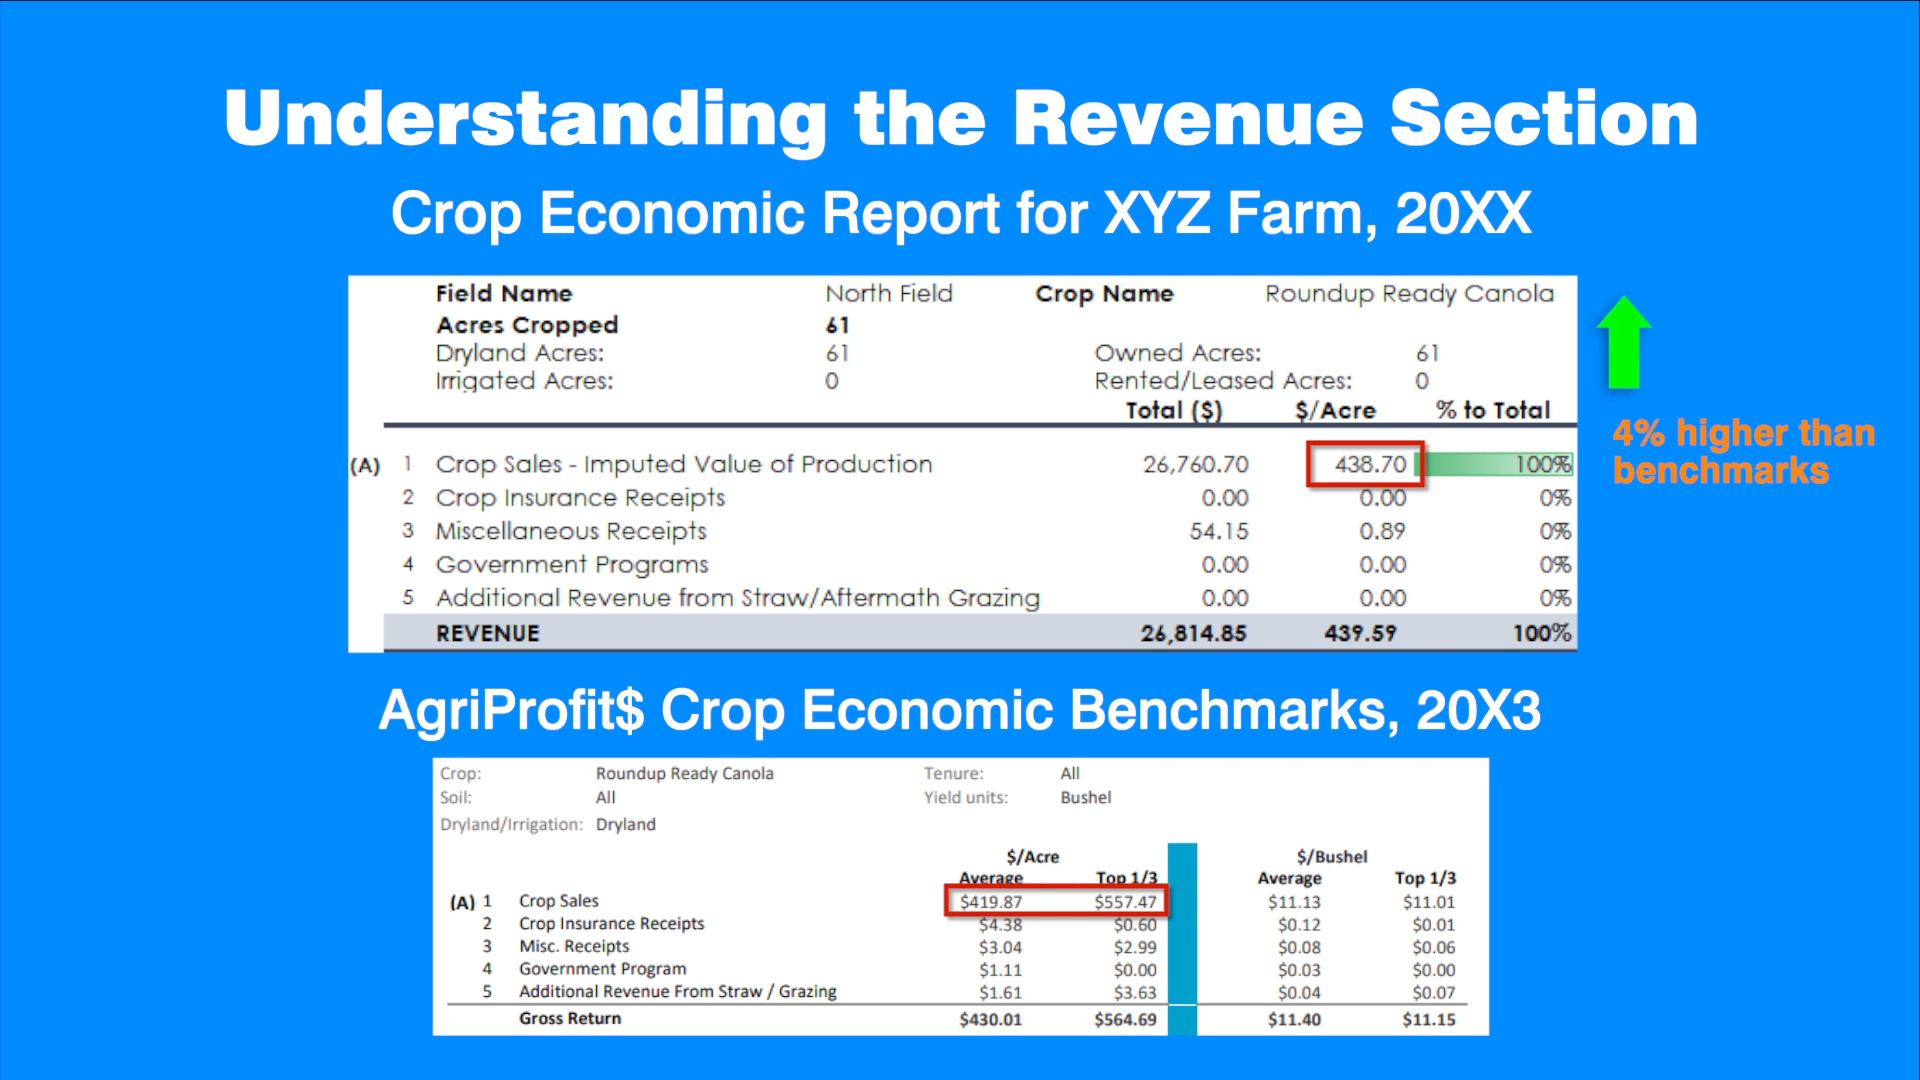 Understanding the Revenue Section
Crop Economic Report for XYZ Farm, 20XX
Field Name North Field Crop Name Roundup Ready Canola
Acres Cropped 61
Dryland Acres: 61 Owned Acres: 61
Irrigated Acres: 0 Rented/Leased Acres: 0
Total ($) $/Acre % to Total
4% higher than
benchmarks
(A) 1 Crop Sales - Imputed Value of Production 26,760.70 438.70 100%
2 Crop Insurance Receipts 0.00 0.00 0%
3 Miscellaneous Receipts 54.15 0.89 0%
4 Government Programs 0.00 0.00 0%
5 Additional Revenue from Straw/Aftermath Grazing 0.00 0.00 0%
REVENUE 26,814.85 439.59 100%
AgriProfit$ Crop Economic Benchmarks, 20X3
Crop: Roundup Ready Canola Tenure: All
Soil: All Yield units: Bushel
Dryland/Irrigation: Dryland
$/Acre $/Bushel
Average Top 1/3 Average Top 1/3
(A) 1 Crop Sales $419.87 $557.47 $11.13 $11.01
2 Crop Insurance Receipts $4.38 $0.60 $0.12 $0.01
3 Misc. Receipts $3.04 $2.99 $0.08 $0.06
4 Government Program $1.11 $0.00 $0.03 $0.00
5 Additional Revenue From Straw / Grazing $1.61 $3.63 $0.04 $0.07
Gross Return $430.01 $564.69 $11.40 $11.15